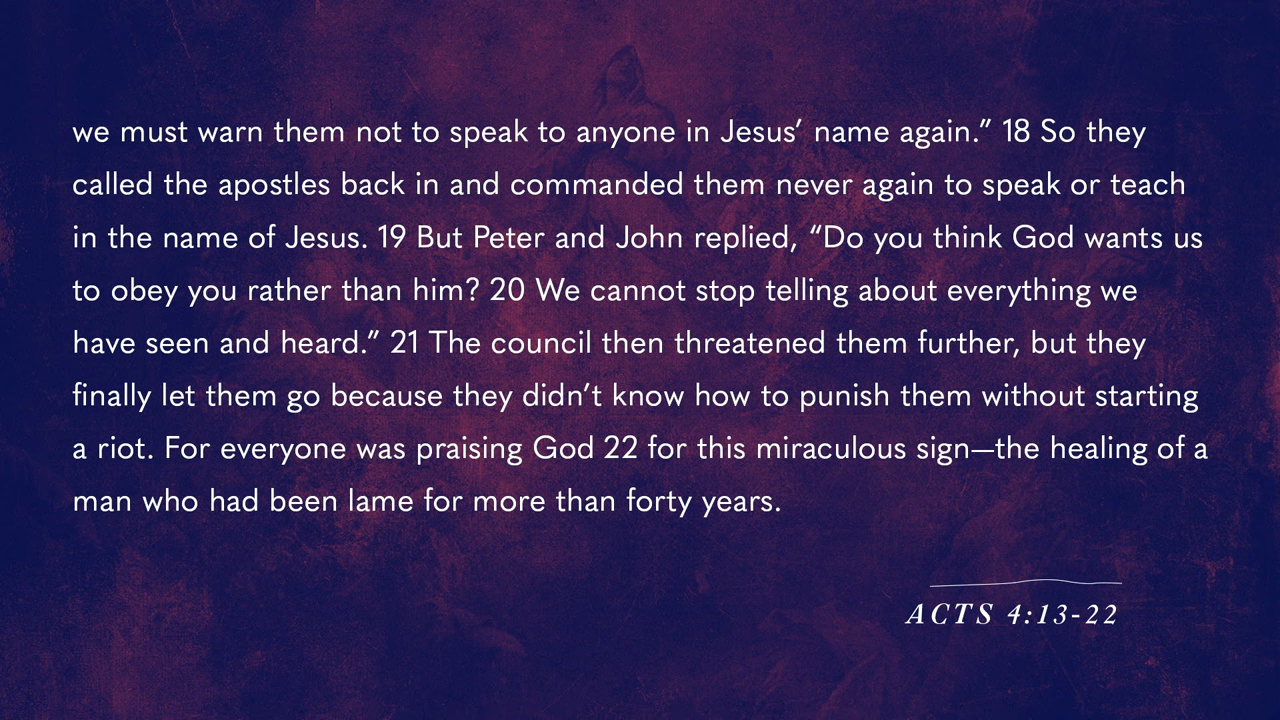 we must warn them not to speak to anyone in Jesus’ name again.” 18 So they
called the apostles back in and commanded them never again to speak or teach
in the name of Jesus. 19 But Peter and John replied, “Do you think God wants us
to obey you rather than him? 20 We cannot stop telling about everything we
have seen and heard.” 21 The council then threatened them further, but they
finally let them go because they didn’t know how to punish them without starting
a riot. For everyone was praising God 22 for this miraculous sign—the healing of a
man who had been lame for more than forty years.
ACTS 4:13-22